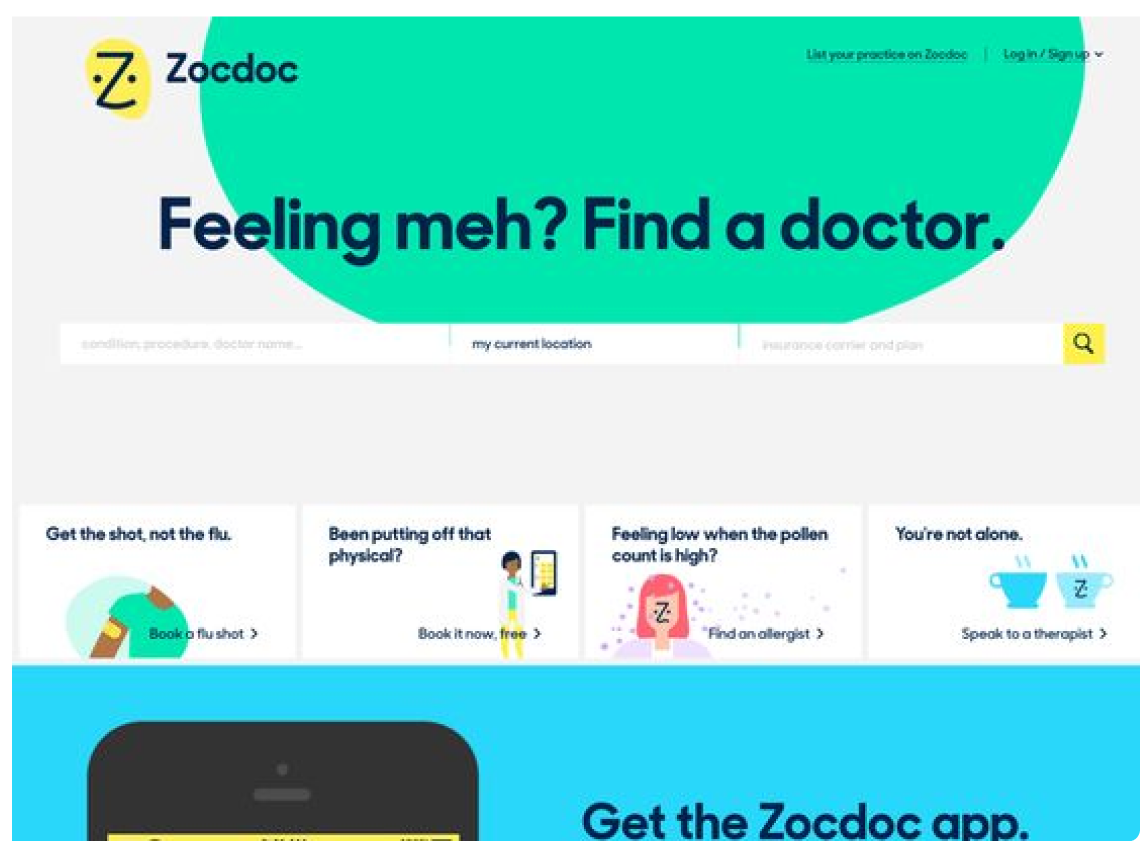 Zocdoc
List your practice on Zocdoc | Log in / Sign up
Feeling meh? Find a doctor.
condition, procedure, doctor name...
my current location
insurance carrier and plan
Get the shot, not the flu.
Book a flu shot >
Been putting off that
physical?
Book it now, free >
Feeling low when the pollen
count is high?
Find an allergist >
You're not alone.
Speak to a therapist >
Get the Zocdoc app.